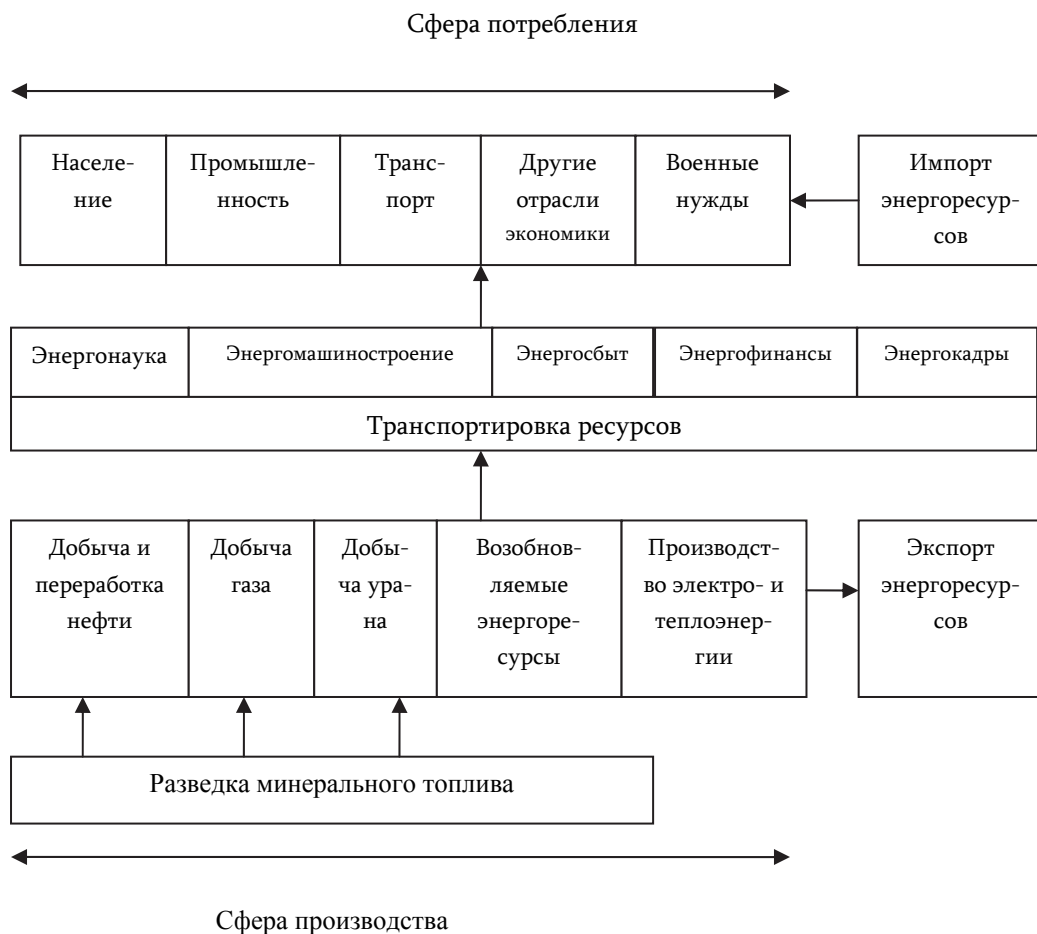 Сфера потребления
Населе-
ние
Промышле-
нность
Транс-
порт
Другие
отрасли
экономики
Военные
нужды
Импорт
энергоресур-
сов
Энергонаука
Энергомашиностроение
Энергосбыт
Энергофинансы
Энергокадры
Транспортировка ресурсов
Добыча и
переработка
нефти
Добыча
газа
Добы-
ча ура-
на
Возобнов-
ляемые
энергоре-
сурсы
Производст-
во электро- и
теплоэнер-
гии
Экспорт
энергоресур-
сов
Разведка минерального топлива
Сфера производства